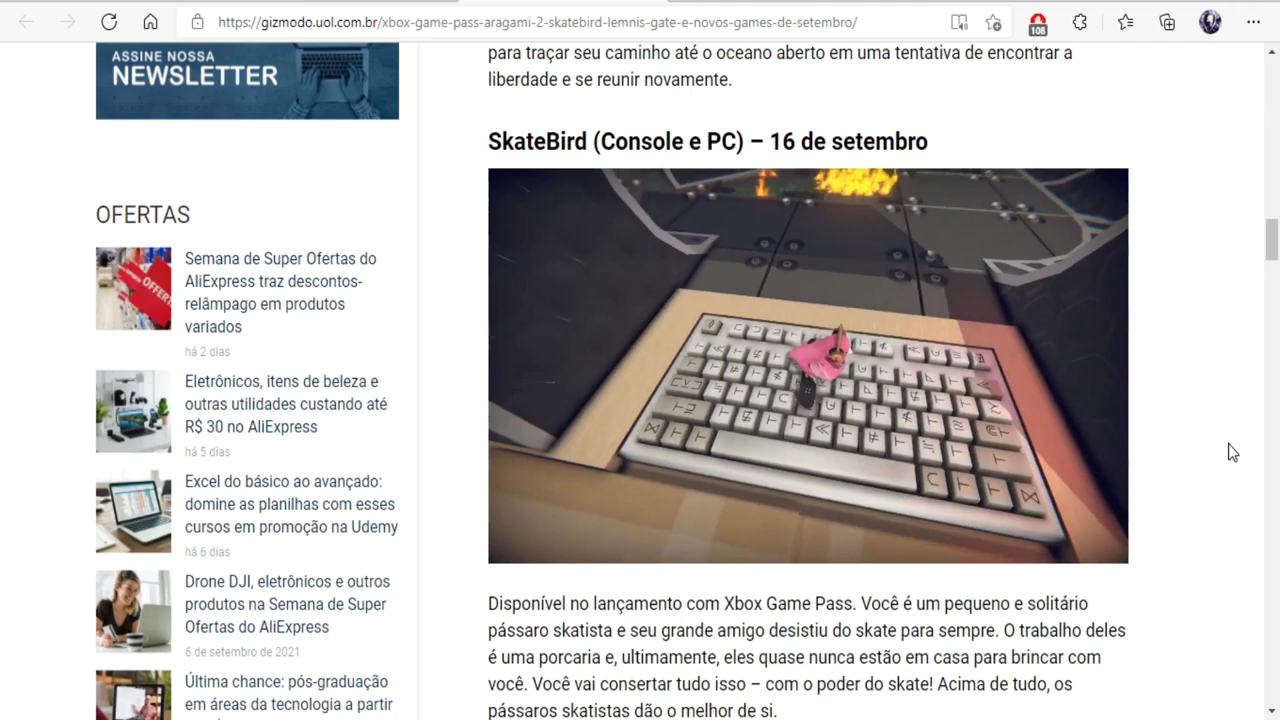 https://gizmodo.uol.com.br/xbox-game-pass-aragami-2-skatebird-lemnis-gate-e-novos-games-de-setembro/
108
ASSINE NOSSA
NEWSLETTER
OFERTAS
Semana de Super Ofertas do
AliExpress traz descontos-
relâmpago em produtos
variados
há 2 dias
Eletrônicos, itens de beleza e
outras utilidades custando até
R$ 30 no AliExpress
há 5 dias
Excel do básico ao avançado:
domine as planilhas com esses
cursos em promoção na Udemy
há 6 dias
Drone DJI, eletrônicos e outros
produtos na Semana de Super
Ofertas do AliExpress
6 de setembro de 2021
Última chance: pós-graduação
em áreas da tecnologia a partir
para traçar seu caminho até o oceano aberto em uma tentativa de encontrar a
liberdade e se reunir novamente.
SkateBird (Console e PC) – 16 de setembro
Disponível no lançamento com Xbox Game Pass. Você é um pequeno e solitário
pássaro skatista e seu grande amigo desistiu do skate para sempre. O trabalho deles
é uma porcaria e, ultimamente, eles quase nunca estão em casa para brincar com
você. Você vai consertar tudo isso – com o poder do skate! Acima de tudo, os
pássaros skatistas dão o melhor de si.